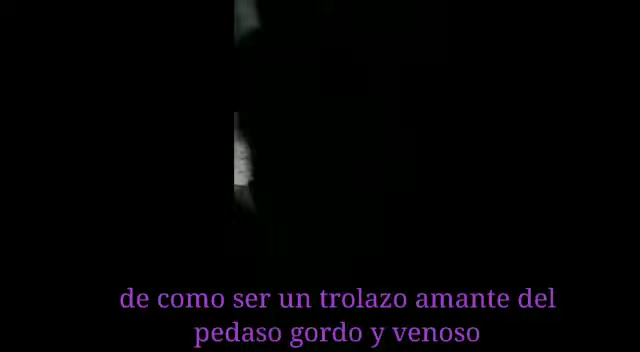 de como ser un trolazo amante del
pedaso gordo y venoso